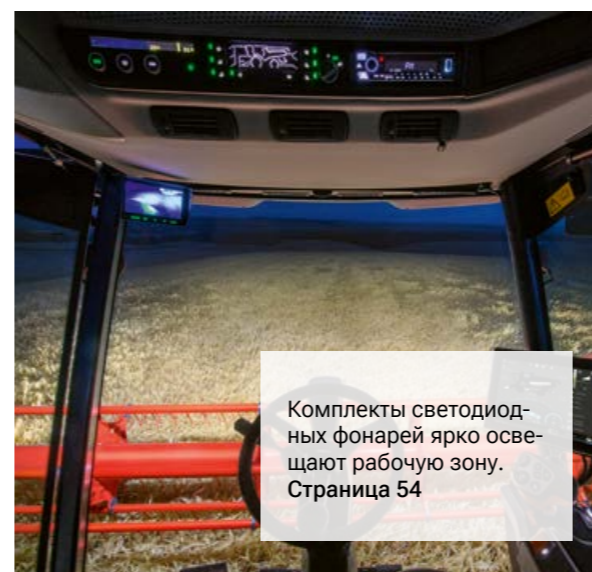 Комплекты светодиод-
ных фонарей ярко осве-
щают рабочую зону.
Страница 54